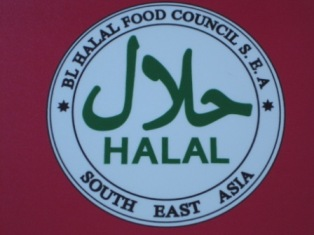 BL HALAL FOOD COUNCIL S.E.A
حلال
HALAL
SOUTH EAST ASIA